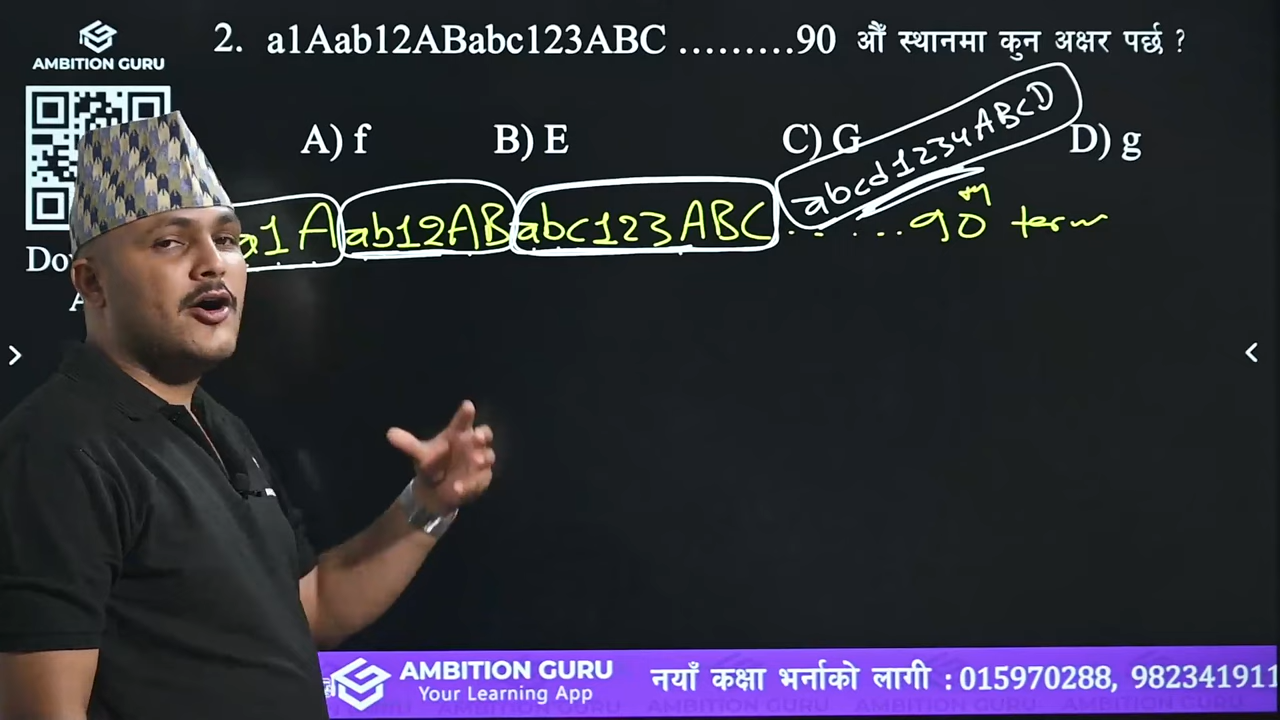 AMBITION GURU
2. a1Aab12ABabc123ABC .........90 औँ स्थानमा कुन अक्षर पर्छ ?
A) f B) E C) G D) g
abcd1234ABCD
a1A ab12AB abc123ABC ......90th term
Do
A
AMBITION GURU
Your Learning App
नयाँ कक्षा भर्नाको लागी : 015970288, 982341911